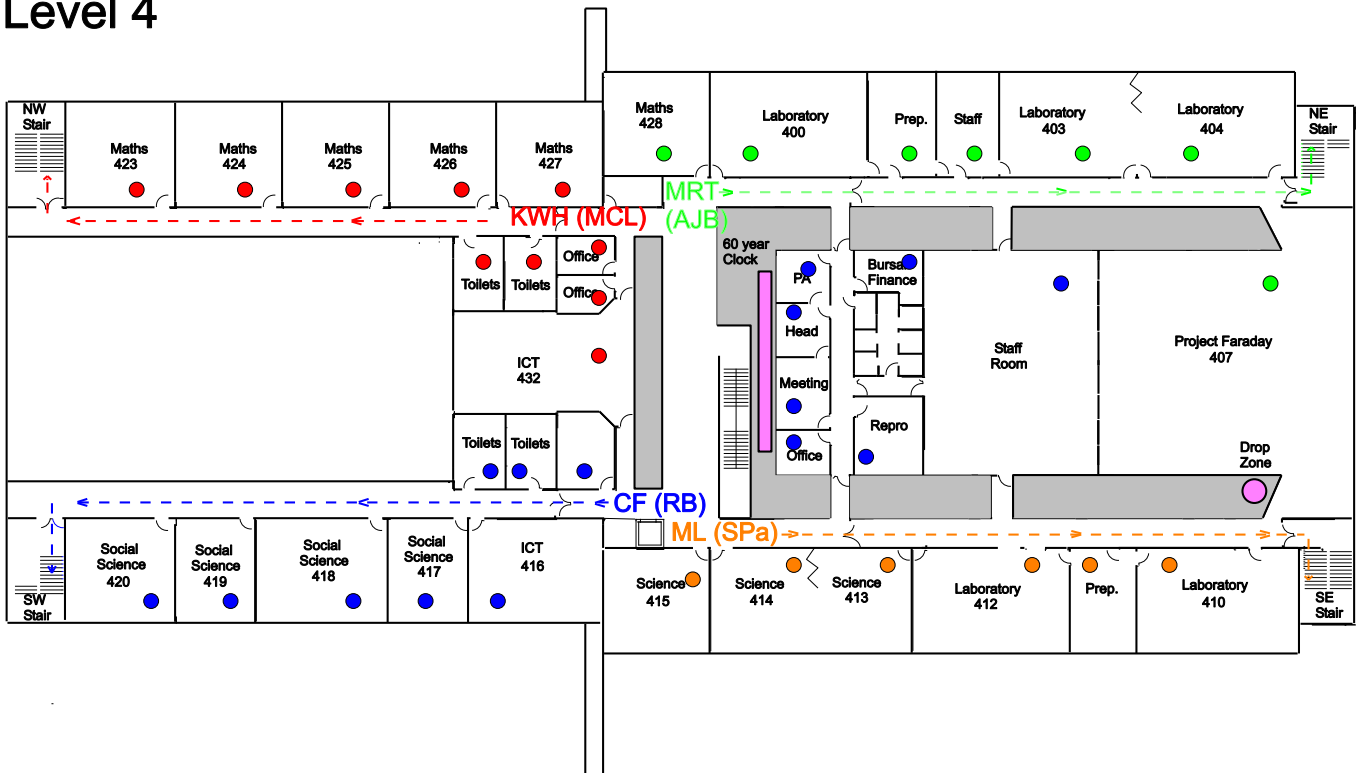 Level 4
NW
Stair
Maths
423
Maths
424
Maths
425
Maths
426
Maths
427
Maths
428
Laboratory
400
Prep.
Staff
Laboratory
403
Laboratory
404
NE
Stair
KWH (MCL)
MRT
(AJB)
Toilets
Toilets
Office
Office
ICT
432
Toilets
Toilets
60 year
Clock
PA
Head
Meeting
Office
Bursar
Finance
Repro
Staff
Room
Project Faraday
407
Drop
Zone
CF (RB)
ML (SPa)
SW
Stair
Social
Science
420
Social
Science
419
Social
Science
418
Social
Science
417
ICT
416
Science
415
Science
414
Science
413
Laboratory
412
Prep.
Laboratory
410
SE
Stair